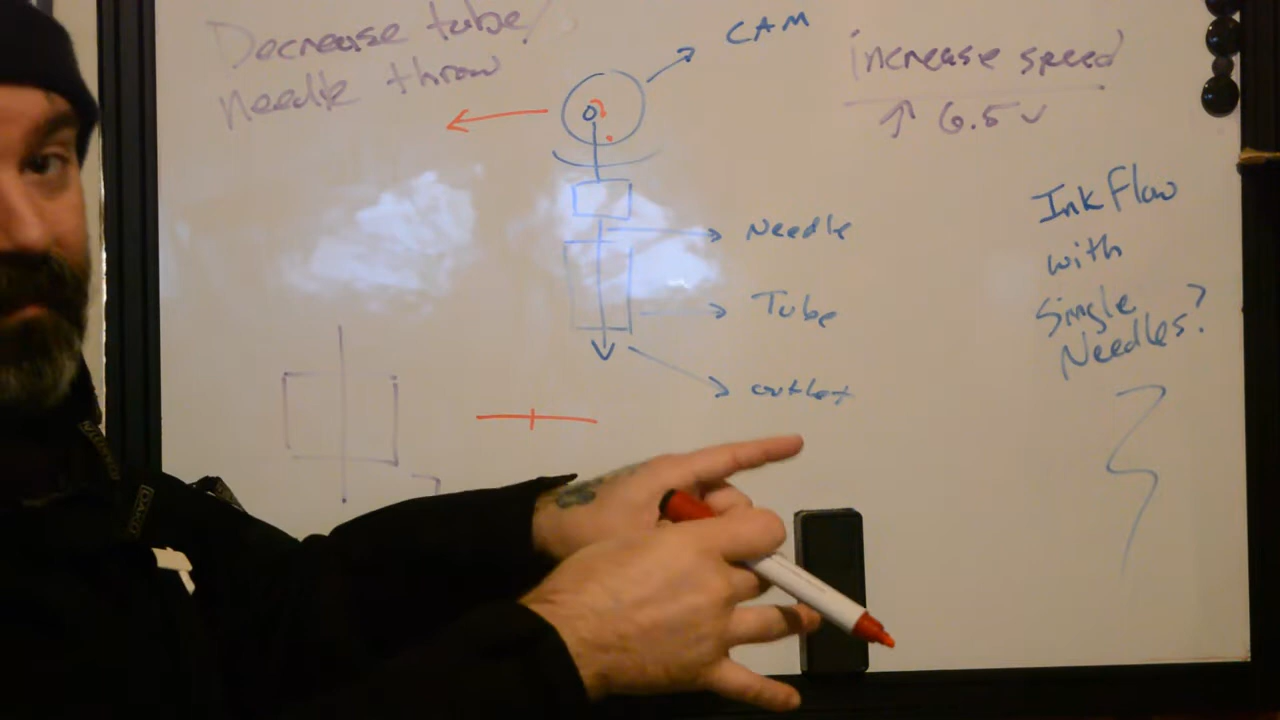 Decrease tube/
needle throw
CAM
increase speed
↑ 6.5v
Needle
Tube
outlet
Ink Flow
with
Single
Needles?